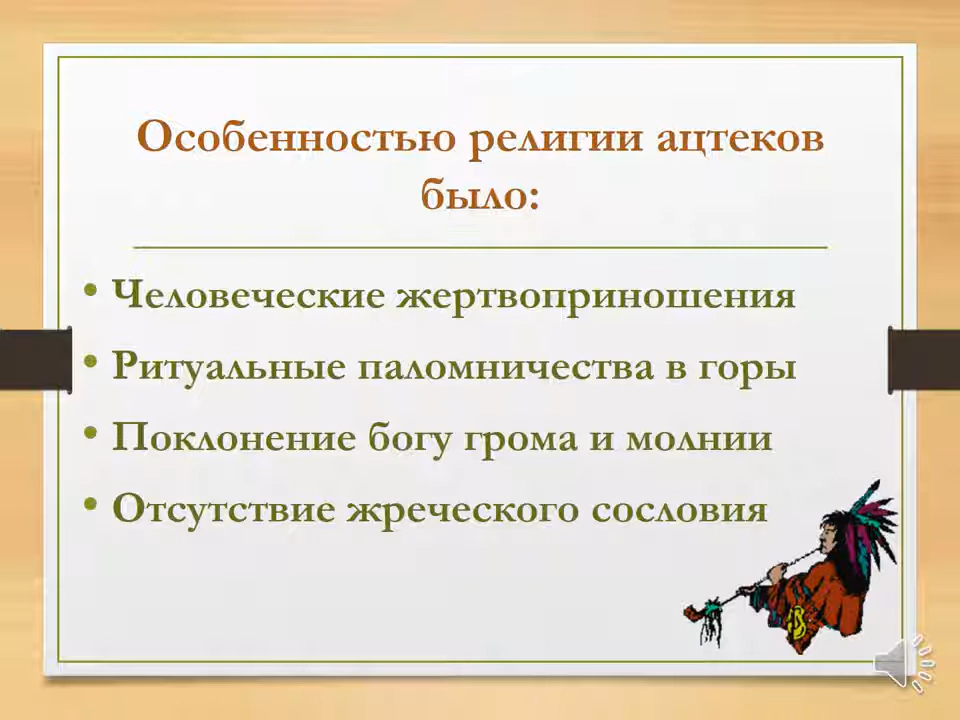 Особенностью религии ацтеков
было:
• Человеческие жертвоприношения
• Ритуальные паломничества в горы
• Поклонение богу грома и молнии
• Отсутствие жреческого сословия